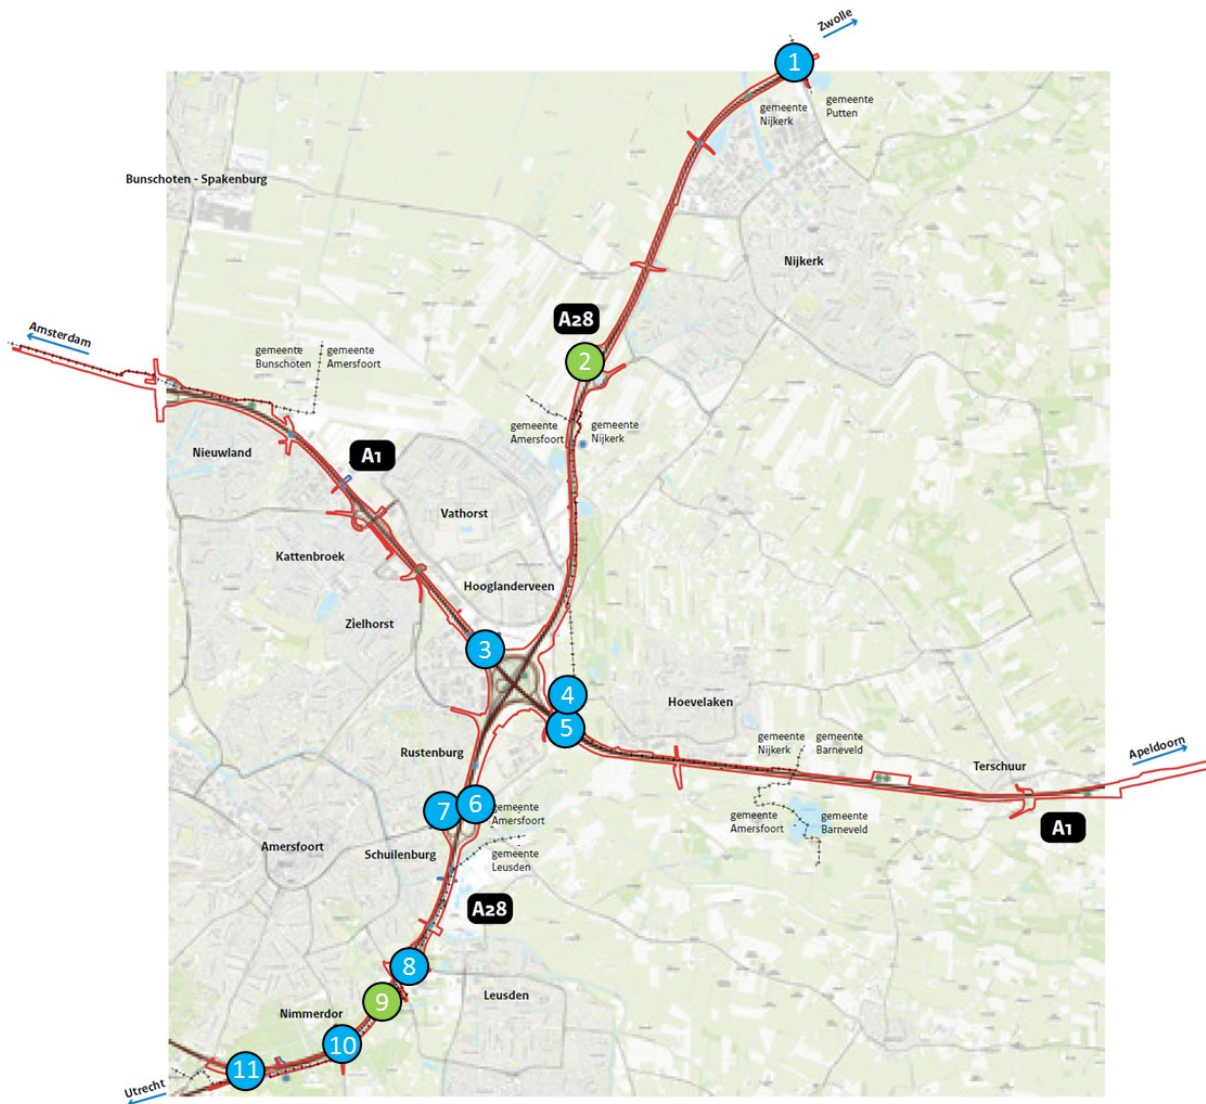 Zwolle
1
gemeente
Nijkerk
gemeente
Putten
Bunschoten - Spakenburg
Nijkerk
A28
Amsterdam
gemeente
Bunschoten
gemeente
Amersfoort
2
gemeente
Amersfoort
gemeente
Nijkerk
Nieuwland
A1
Vathorst
Kattenbroek
Hooglanderveen
Zielhorst
3
4
Hoevelaken
5
Rustenburg
gemeente
Nijkerk
gemeente
Barneveld
Terschuur
Apeldoorn
7
6
gemeente
Amersfoort
gemeente
Amersfoort
gemeente
Barneveld
A1
Amersfoort
Schuilenburg
gemeente
Leusden
A28
8
9
Leusden
Nimmerdor
10
11
Utrecht